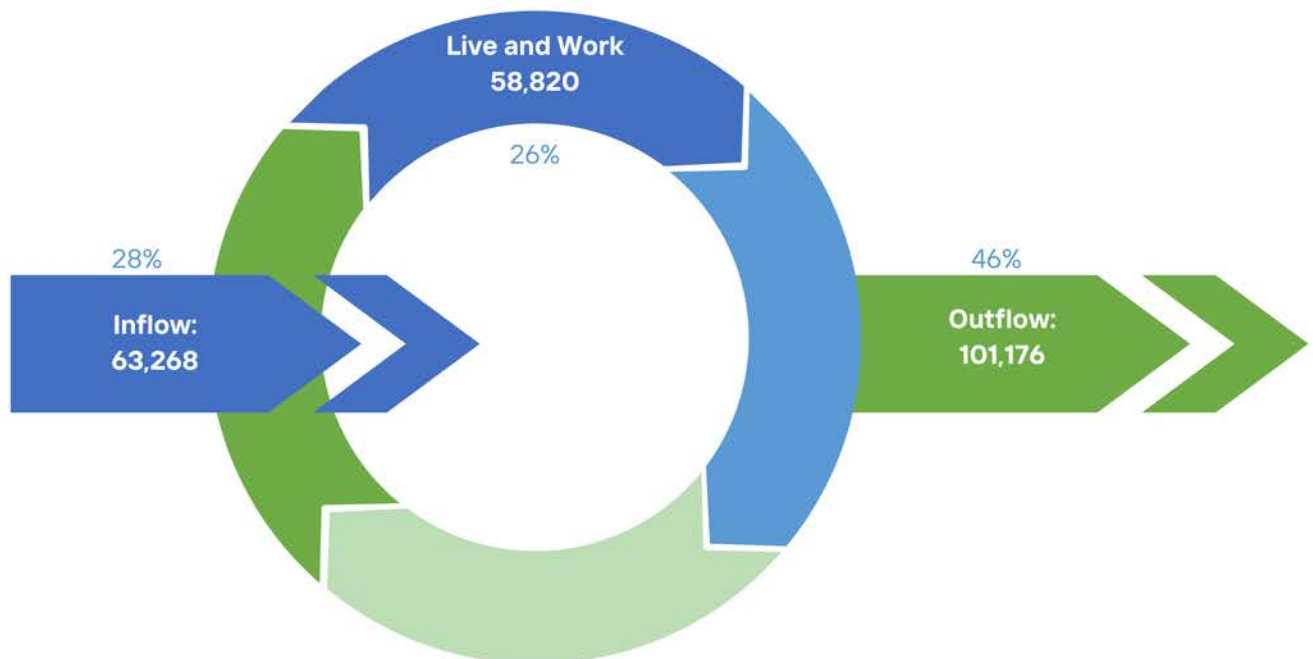 Live and Work
58,820
26%
28%
Inflow:
63,268
46%
Outflow:
101,176